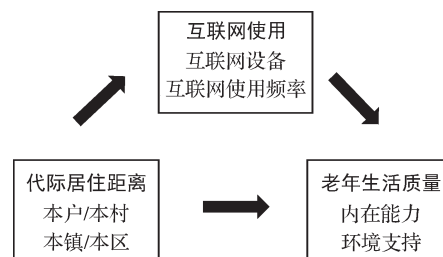 互联网使用
互联网设备
互联网使用频率
代际居住距离
本户/本村
本镇/本区
老年生活质量
内在能力
环境支持